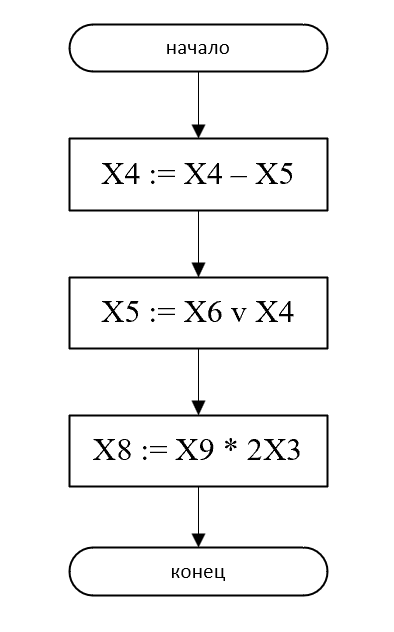 начало
X4 := X4 – X5
X5 := X6 v X4
X8 := X9 * 2X3
конец